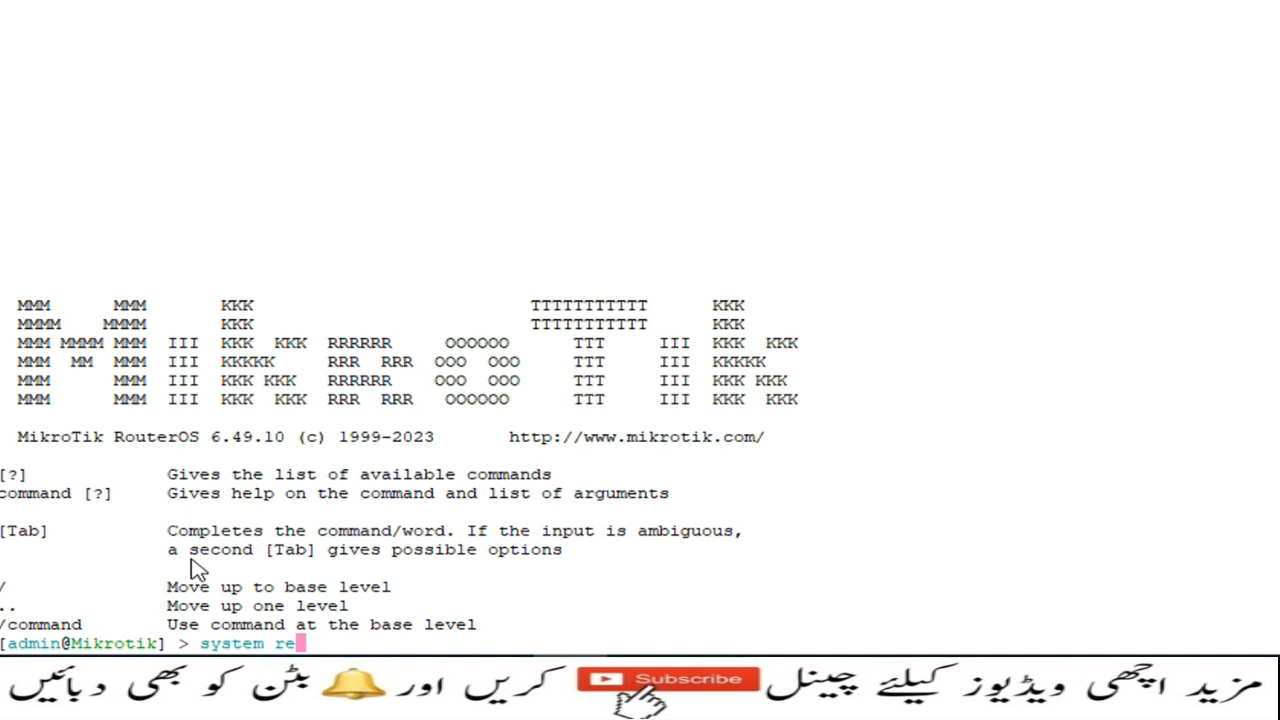 MMM      MMM       KKK                          TTTTTTTTTTT      KKK
MMMM    MMMM       KKK                          TTTTTTTTTTT      KKK
MMM MMMM MMM  III  KKK  KKK  RRRRRR     OOOOOO      TTT     III  KKK  KKK
MMM  MM  MMM  III  KKKKK     RRR  RRR  OOO  OOO     TTT     III  KKKKK
MMM      MMM  III  KKK KKK   RRRRRR    OOO  OOO     TTT     III  KKK KKK
MMM      MMM  III  KKK  KKK  RRR  RRR   OOOOOO      TTT     III  KKK  KKK
MikroTik RouterOS 6.49.10 (c) 1999-2023       http://www.mikrotik.com/
[?]             Gives the list of available commands
command [?]     Gives help on the command and list of arguments
[Tab]           Completes the command/word. If the input is ambiguous,
a second [Tab] gives possible options
/               Move up to base level
..              Move up one level
/command        Use command at the base level
[admin@Mikrotik] > system re
مزید اچھی ویڈیوز کیلئے چینل Subscribe کریں اور بٹن کو بھی دبائیں